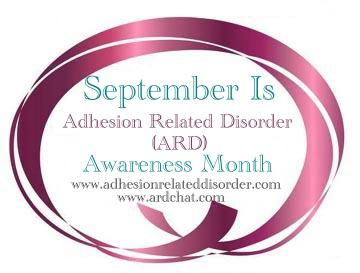 September Is
Adhesion Related Disorder
(ARD)
Awareness Month
www.adhesionrelateddisorder.com
www.ardchat.com